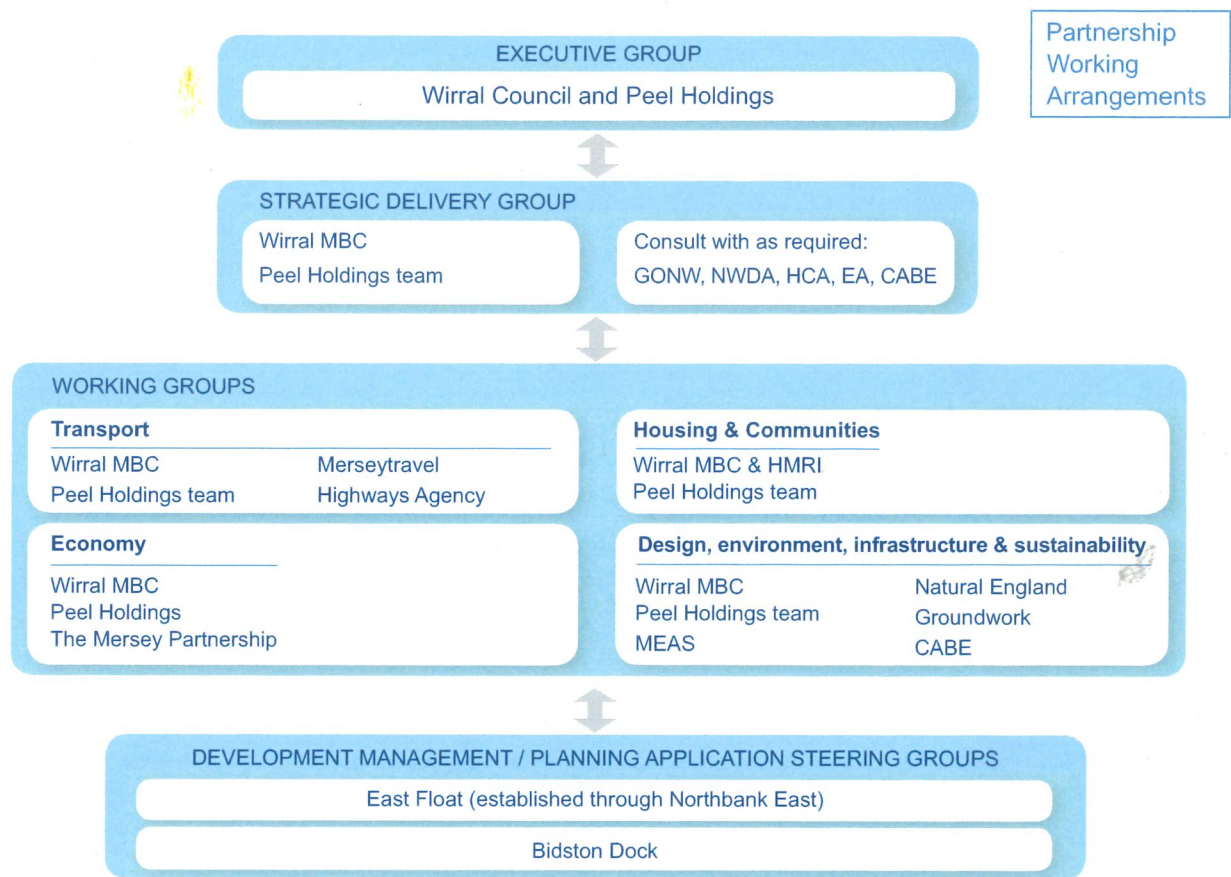 Partnership
Working
Arrangements
EXECUTIVE GROUP
Wirral Council and Peel Holdings
STRATEGIC DELIVERY GROUP
Wirral MBC
Peel Holdings team
Consult with as required:
GONW, NWDA, HCA, EA, CABE
WORKING GROUPS
Transport
Wirral MBC
Peel Holdings team
Merseytravel
Highways Agency
Housing & Communities
Wirral MBC & HMRI
Peel Holdings team
Economy
Wirral MBC
Peel Holdings
The Mersey Partnership
Design, environment, infrastructure & sustainability
Wirral MBC
Peel Holdings team
MEAS
Natural England
Groundwork
CABE
DEVELOPMENT MANAGEMENT / PLANNING APPLICATION STEERING GROUPS
East Float (established through Northbank East)
Bidston Dock